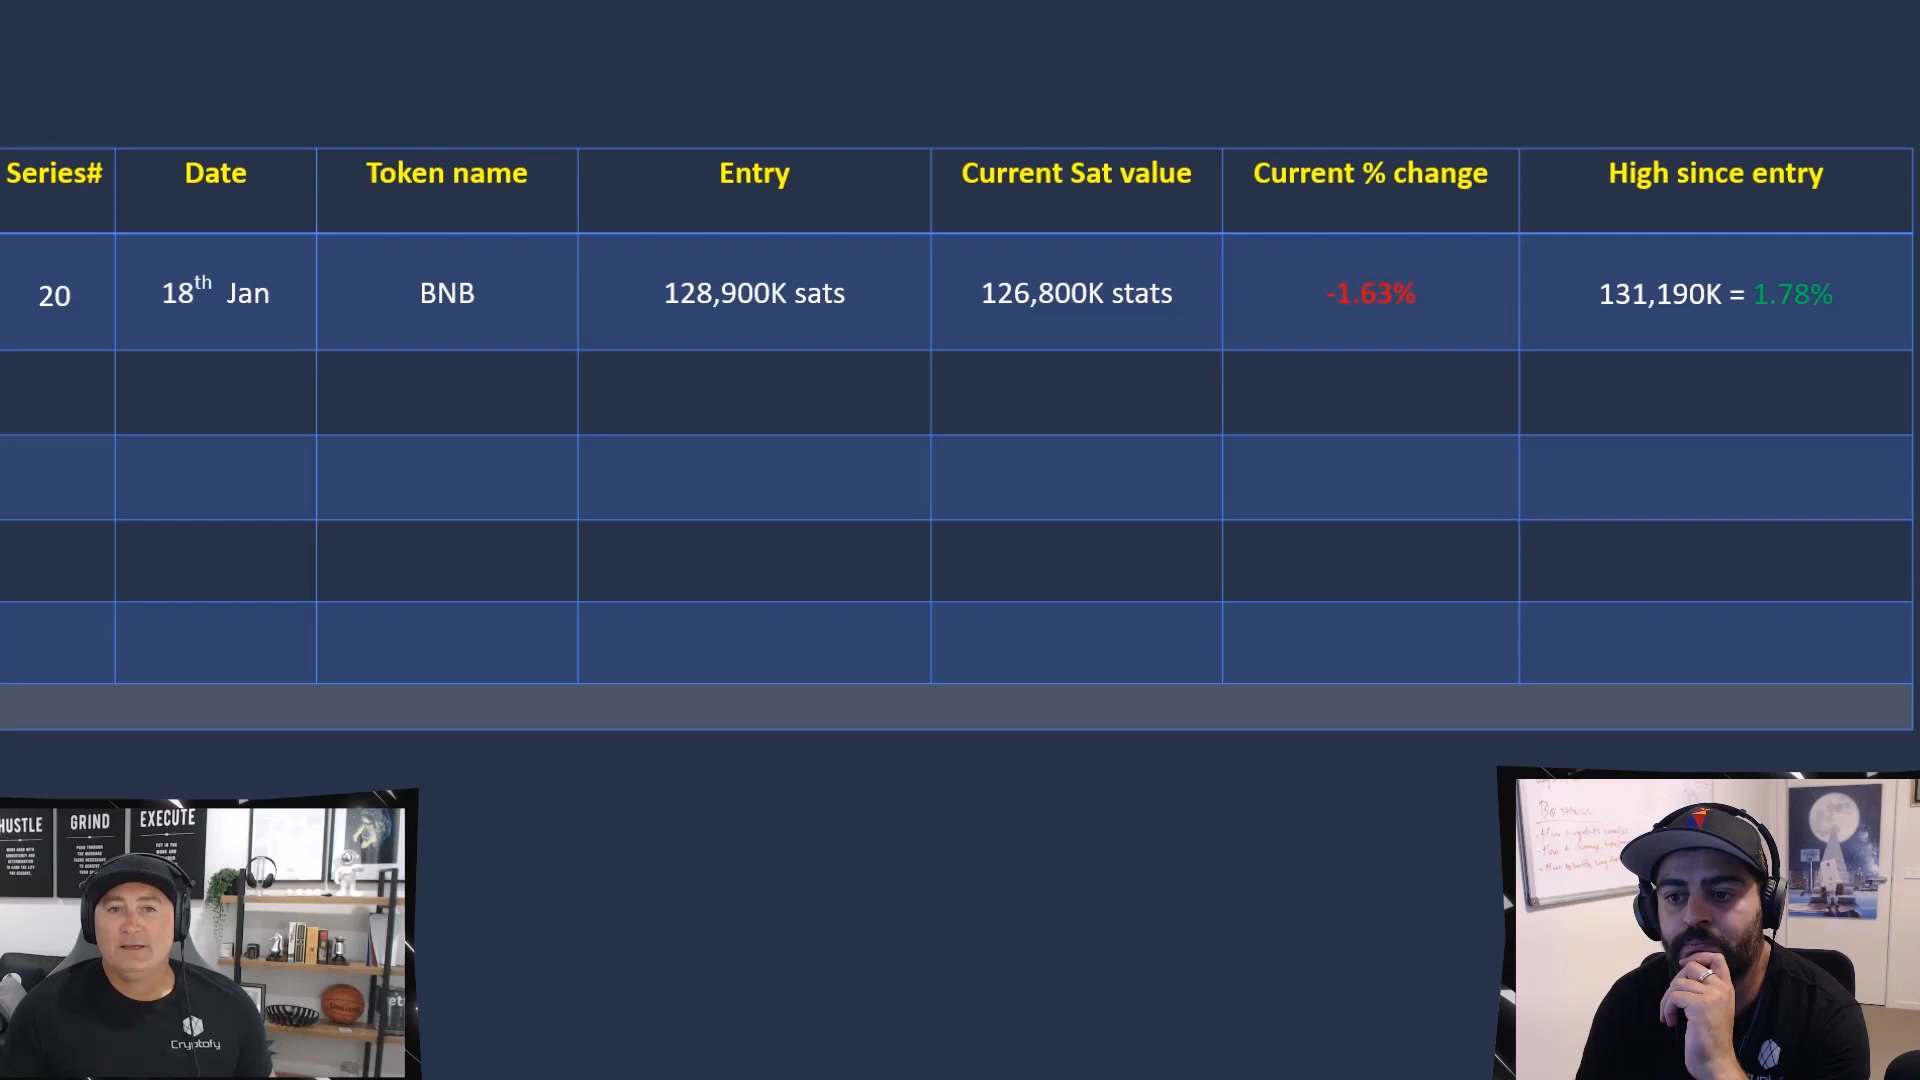 Series# Date Token name Entry Current Sat value Current % change High since entry
20 18th Jan BNB 128,900K sats 126,800K stats -1.63% 131,190K = 1.78%
HUSTLE
GRIND
EXECUTE
Cryptofy